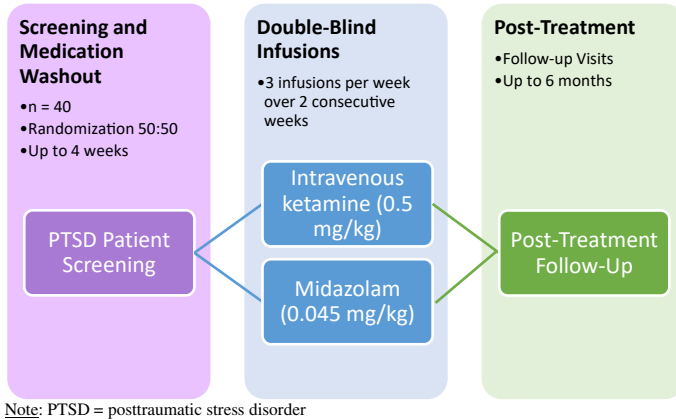 Screening and
Medication
Washout
•n = 40
•Randomization 50:50
•Up to 4 weeks
PTSD Patient
Screening
Double-Blind
Infusions
•3 infusions per week
over 2 consecutive
weeks
Intravenous
ketamine (0.5
mg/kg)
Midazolam
(0.045 mg/kg)
Post-Treatment
•Follow-up Visits
•Up to 6 months
Post-Treatment
Follow-Up
Note: PTSD = posttraumatic stress disorder